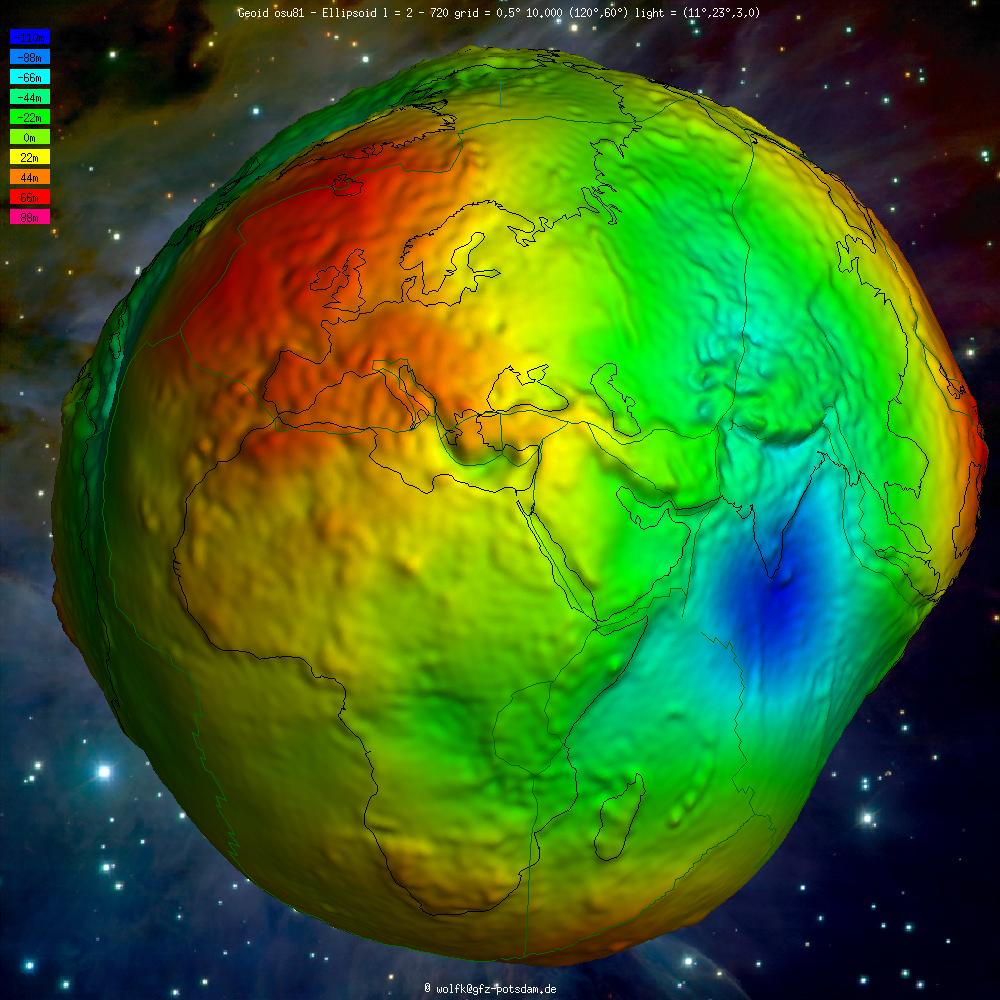 Geoid osu81 - Ellipsoid l = 2 - 720 grid = 0,5° 10.000 (120°,60°) light = (11°,23°,3,0)
-110m
-88m
-66m
-44m
-22m
0m
22m
44m
66m
88m
© wolfk@gfz-potsdam.de